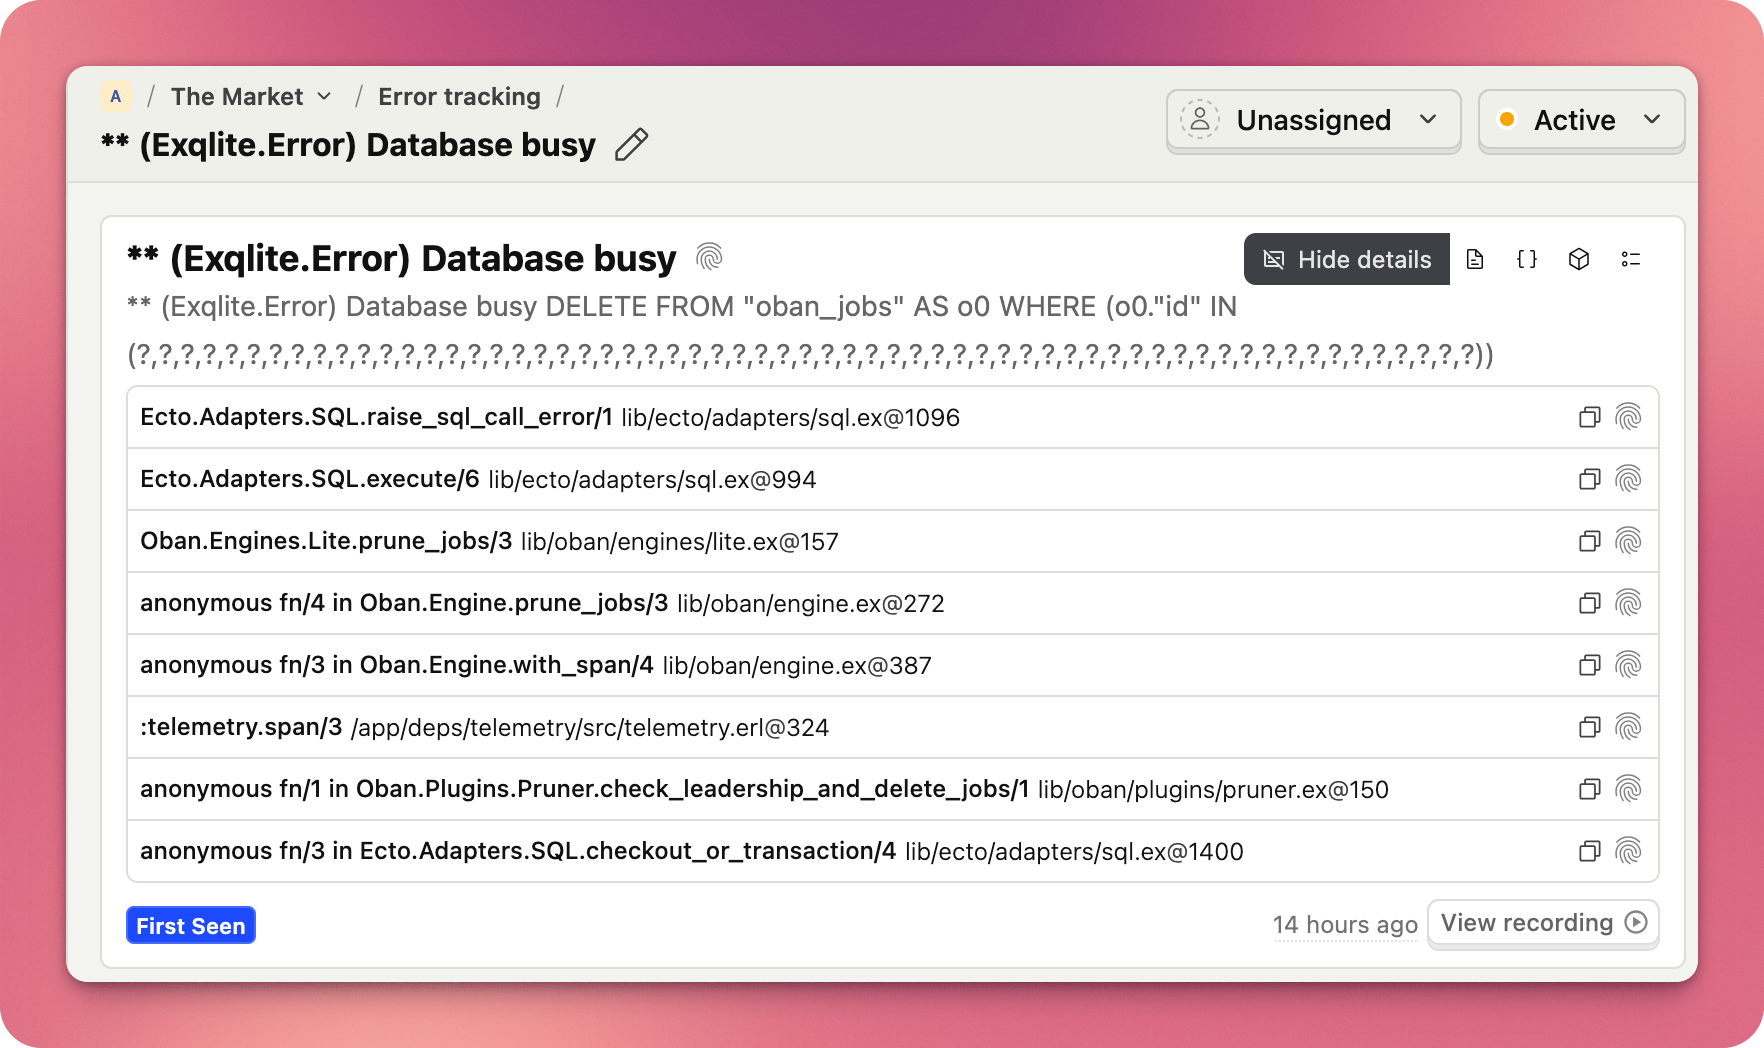 A / The Market / Error tracking /
** (Exqlite.Error) Database busy
Unassigned
Active
** (Exqlite.Error) Database busy
Hide details
** (Exqlite.Error) Database busy DELETE FROM "oban_jobs" AS o0 WHERE (o0."id" IN
(?,?,?,?,?,?,?,?,?,?,?,?,?,?,?,?,?,?,?,?,?,?,?,?,?,?,?,?,?,?,?,?,?,?,?,?,?,?,?,?,?,?,?,?,?,?,?,?,?,?,?,?,?,?,?,?,?,?,?,?,?))
Ecto.Adapters.SQL.raise_sql_call_error/1 lib/ecto/adapters/sql.ex@1096
Ecto.Adapters.SQL.execute/6 lib/ecto/adapters/sql.ex@994
Oban.Engines.Lite.prune_jobs/3 lib/oban/engines/lite.ex@157
anonymous fn/4 in Oban.Engine.prune_jobs/3 lib/oban/engine.ex@272
anonymous fn/3 in Oban.Engine.with_span/4 lib/oban/engine.ex@387
:telemetry.span/3 /app/deps/telemetry/src/telemetry.erl@324
anonymous fn/1 in Oban.Plugins.Pruner.check_leadership_and_delete_jobs/1 lib/oban/plugins/pruner.ex@150
anonymous fn/3 in Ecto.Adapters.SQL.checkout_or_transaction/4 lib/ecto/adapters/sql.ex@1400
First Seen
14 hours ago
View recording